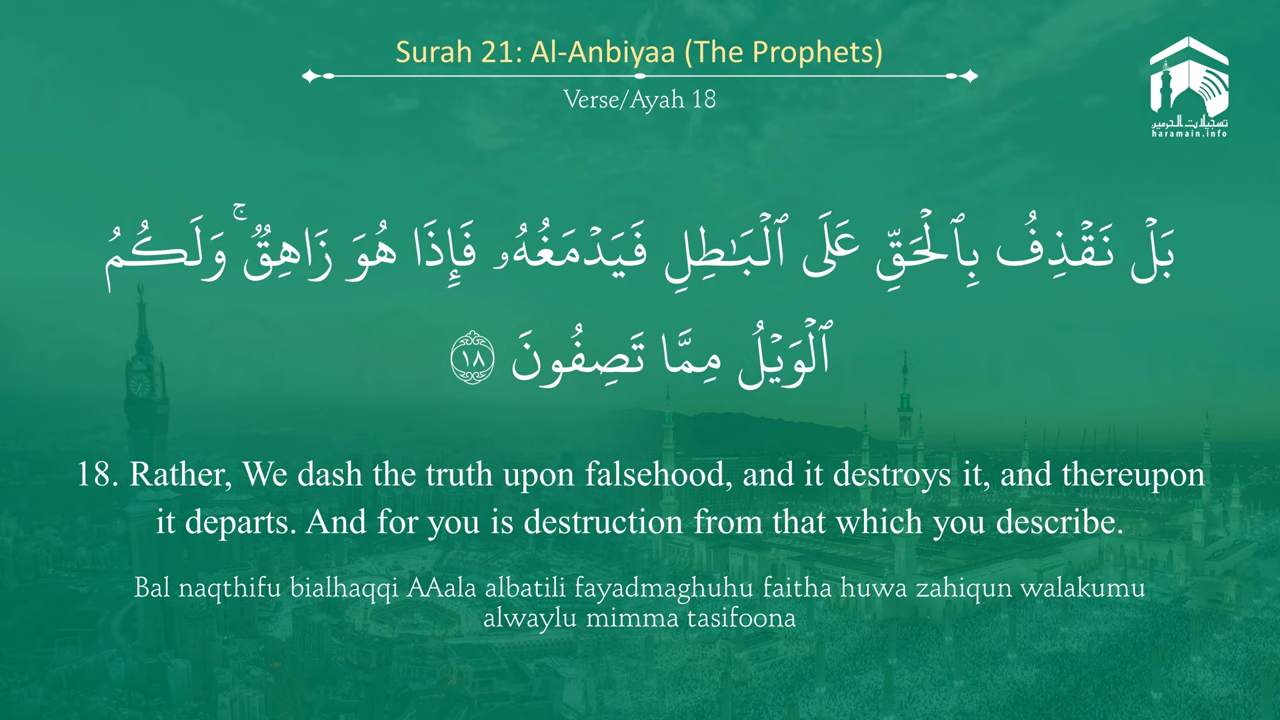 Surah 21: Al-Anbiyaa (The Prophets)
Verse/Ayah 18
تسجيلات الحرمين
haramain.info
بَلۡ نَقۡذِفُ بِٱلۡحَقِّ عَلَى ٱلۡبَٰطِلِ فَيَدۡمَغُهُۥ فَإِذَا هُوَ زَاهِقٞۚ وَلَكُمُ
ٱلۡوَيۡلُ مِمَّا تَصِفُونَ ١٨
18. Rather, We dash the truth upon falsehood, and it destroys it, and thereupon
it departs. And for you is destruction from that which you describe.
Bal naqthifu bialhaqqi AAala albatili fayadmaghuhu faitha huwa zahiqun walakumu
alwaylu mimma tasifoona